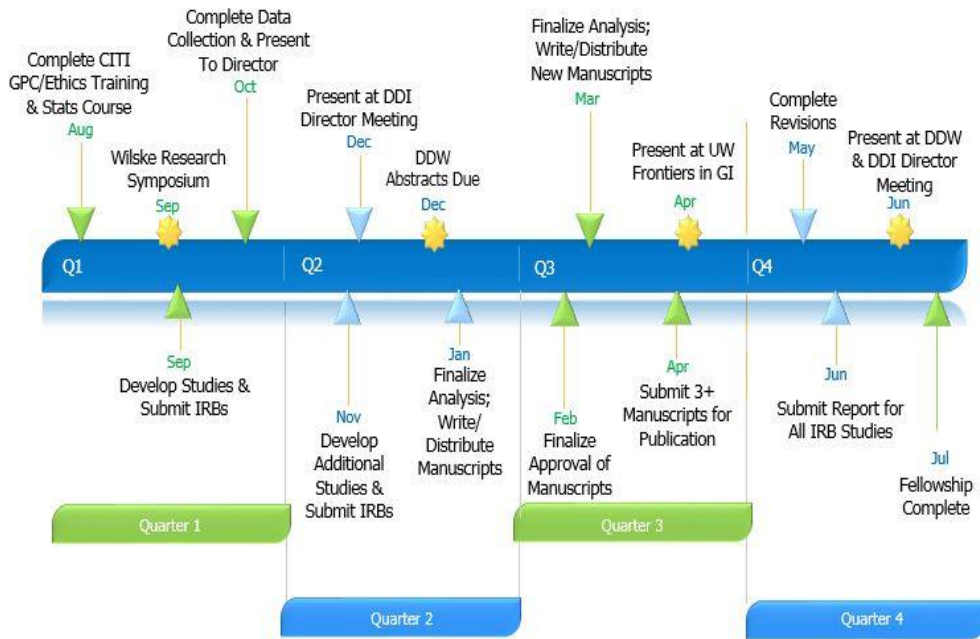 Complete CITI
GPC/Ethics Training
& Stats Course
Aug
Wilske Research
Symposium
Sep
Complete Data
Collection & Present
To Director
Oct
Present at DDI
Director Meeting
Dec
DDW
Abstracts Due
Dec
Finalize Analysis;
Write/Distribute
New Manuscripts
Mar
Present at UW
Frontiers in GI
Apr
Complete
Revisions
May
Present at DDW
& DDI Director
Meeting
Jun
Q1
Q2
Q3
Q4
Sep
Develop Studies &
Submit IRBs
Nov
Develop
Additional
Studies &
Submit IRBs
Jan
Finalize
Analysis;
Write/
Distribute
Manuscripts
Feb
Finalize
Approval of
Manuscripts
Apr
Submit 3+
Manuscripts for
Publication
Jun
Submit Report for
All IRB Studies
Jul
Fellowship
Complete
Quarter 1
Quarter 2
Quarter 3
Quarter 4